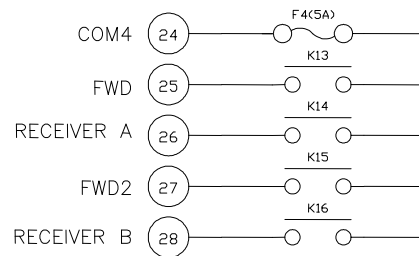 F4(5A)
COM4 24
K13
FWD 25
K14
RECEIVER A 26
K15
FWD2 27
K16
RECEIVER B 28